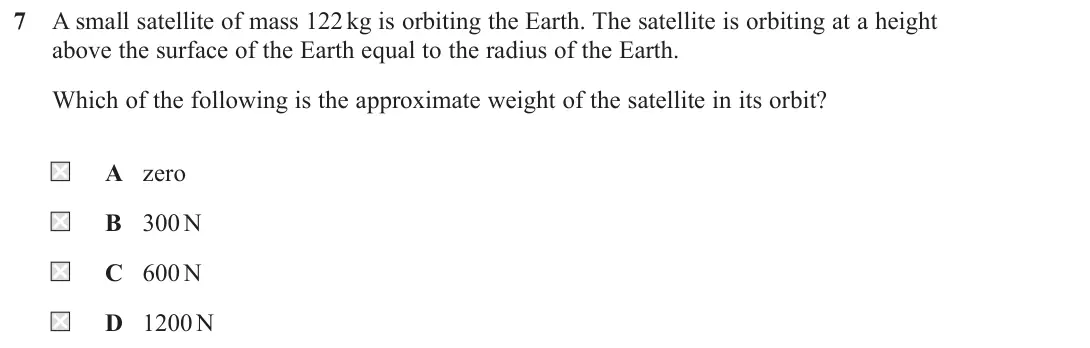 7 A small satellite of mass 122 kg is orbiting the Earth. The satellite is orbiting at a height
above the surface of the Earth equal to the radius of the Earth.
Which of the following is the approximate weight of the satellite in its orbit?
A zero
B 300 N
C 600 N
D 1200 N